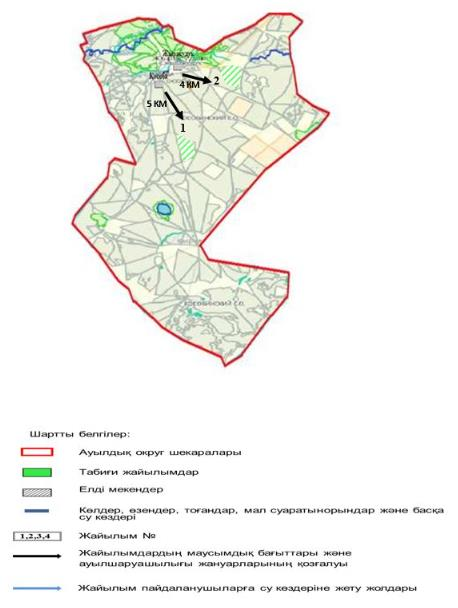 4 КМ
2
5 КМ
1
Шартты белгілер:
Ауылдық округ шекаралары
Табиғи жайылымдар
Елді мекендер
Көлдер, өзендер, тоғандар, мал суаратынорындар және басқа
су көздері
1,2,3,4 Жайылым №
Жайылымдардың маусымдық бағыттары және
ауылшаруашылығы жануарларының қозғалуы
Жайылым пайдаланушыларға су көздеріне жету жолдары